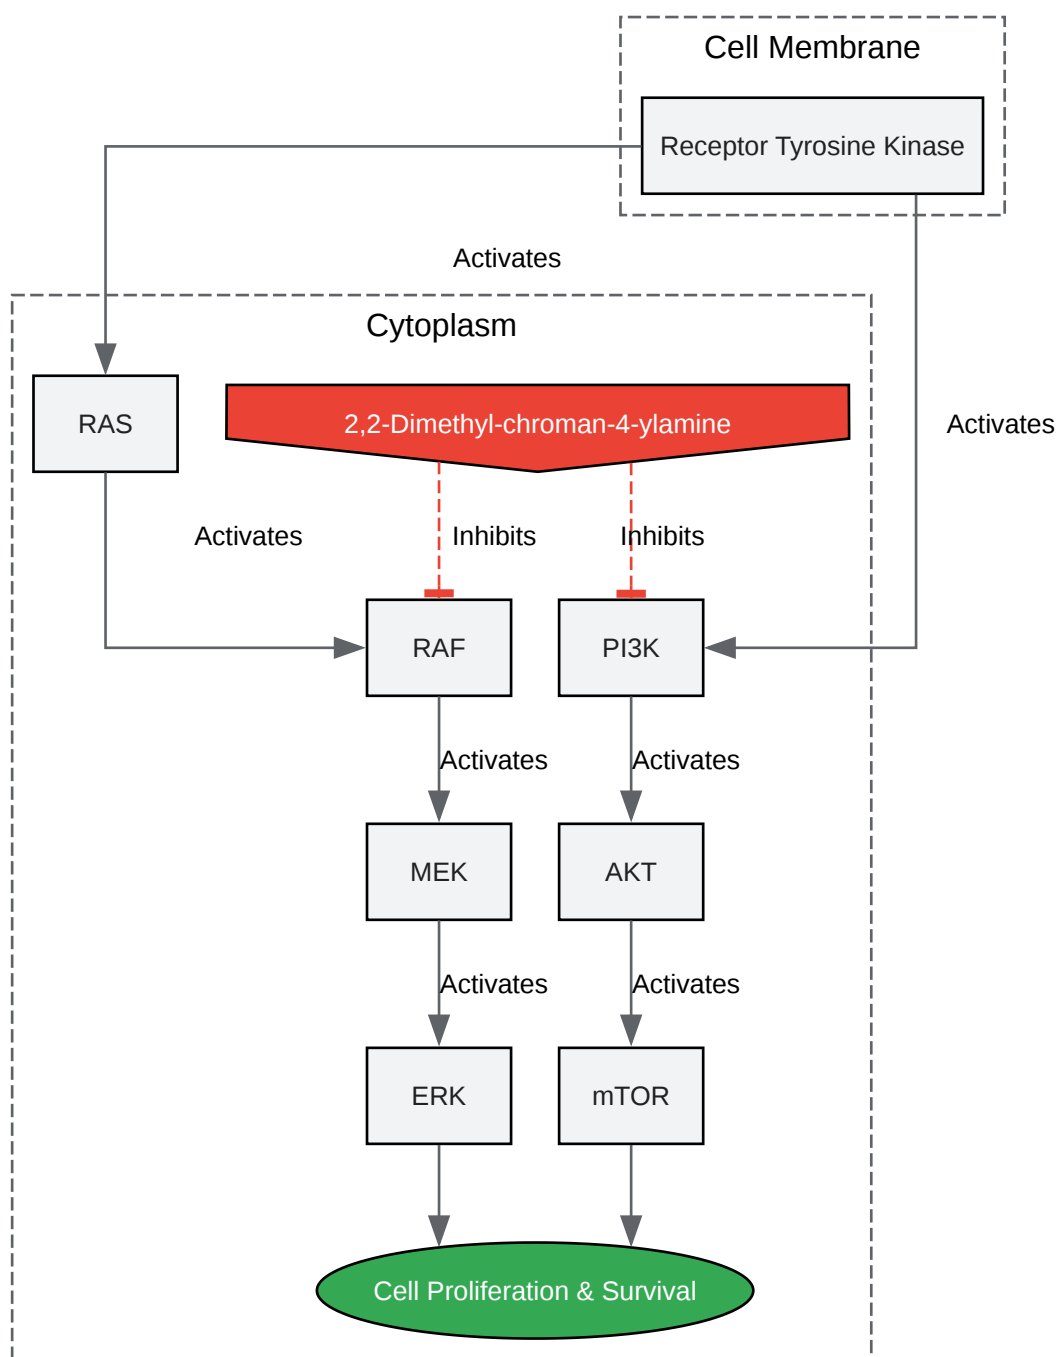 Cell Membrane
Receptor Tyrosine Kinase
Activates
Cytoplasm
RAS
2,2-Dimethyl-chroman-4-ylamine
Activates
Activates
Inhibits
Inhibits
RAF
PI3K
Activates
Activates
MEK
AKT
Activates
Activates
ERK
mTOR
Cell Proliferation & Survival